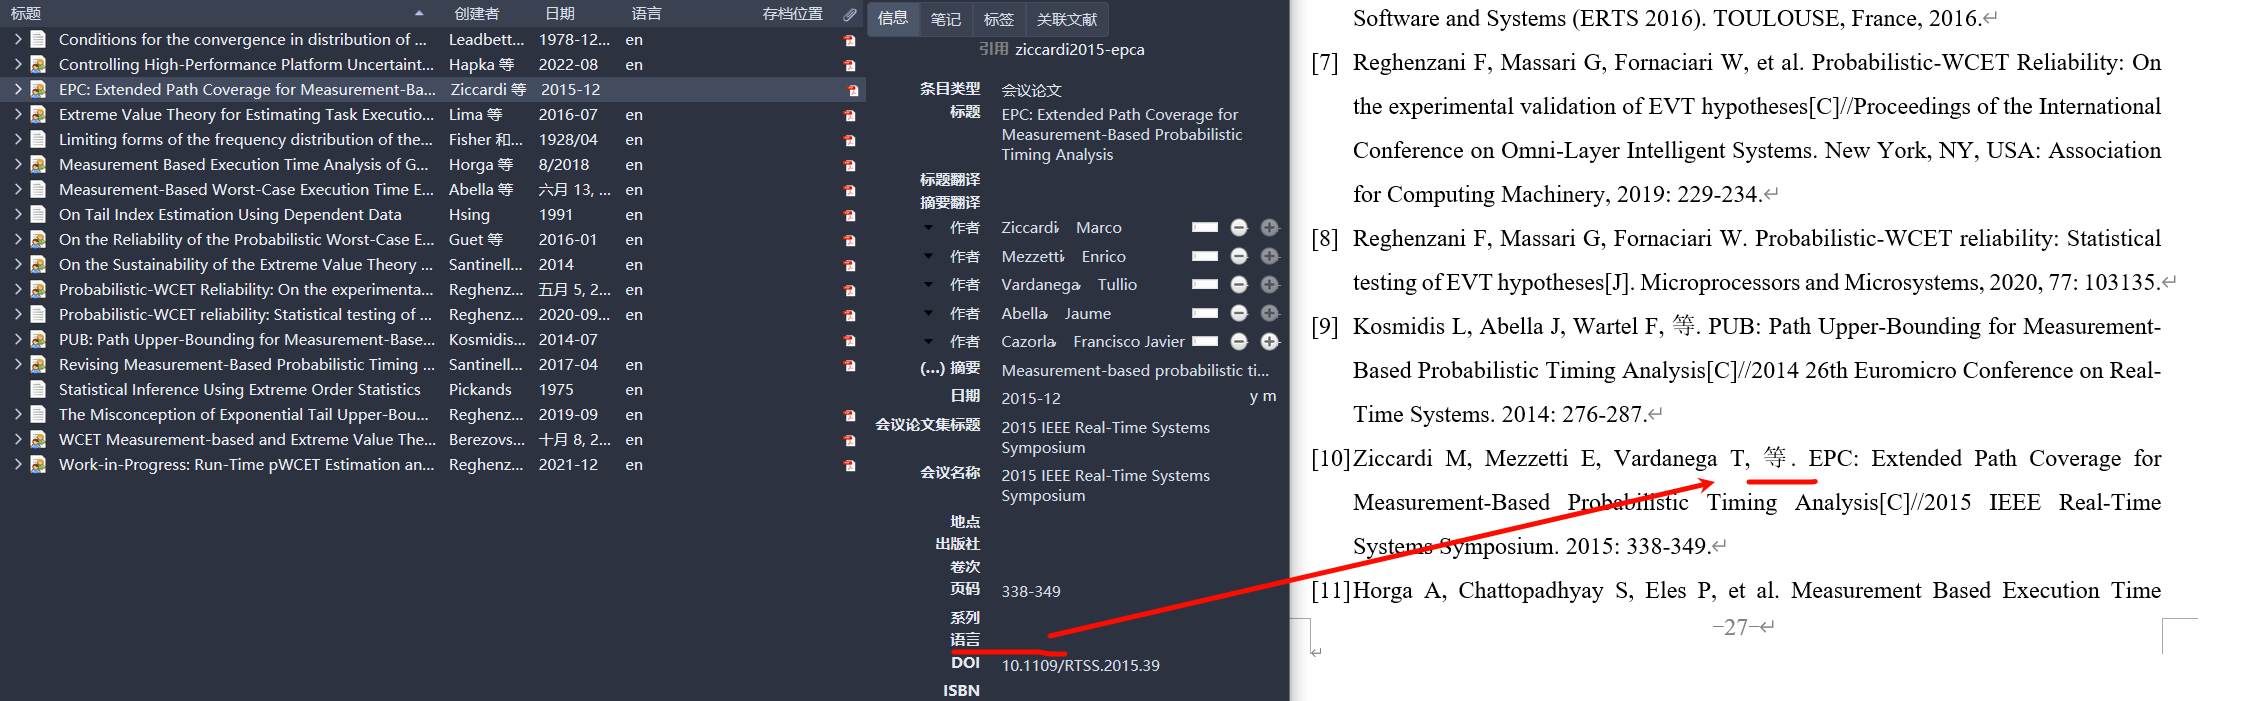 标题 创建者 日期 语言 存档位置
Conditions for the convergence in distribution of ... Leadbett... 1978-12... en
Controlling High-Performance Platform Uncertaint... Hapka 等 2022-08 en
EPC: Extended Path Coverage for Measurement-Ba... Ziccardi 等 2015-12
Extreme Value Theory for Estimating Task Executio... Lima 等 2016-07 en
Limiting forms of the frequency distribution of the... Fisher 和... 1928/04 en
Measurement Based Execution Time Analysis of G... Horga 等 8/2018 en
Measurement-Based Worst-Case Execution Time E... Abella 等 六月 13, ... en
On Tail Index Estimation Using Dependent Data Hsing 1991 en
On the Reliability of the Probabilistic Worst-Case E... Guet 等 2016-01 en
On the Sustainability of the Extreme Value Theory ... Santinell... 2014 en
Probabilistic-WCET Reliability: On the experimenta... Reghenz... 五月 5, 2... en
Probabilistic-WCET reliability: Statistical testing of ... Reghenz... 2020-09... en
PUB: Path Upper-Bounding for Measurement-Base... Kosmidis... 2014-07
Revising Measurement-Based Probabilistic Timing ... Santinell... 2017-04 en
Statistical Inference Using Extreme Order Statistics Pickands 1975 en
The Misconception of Exponential Tail Upper-Bou... Reghenz... 2019-09 en
WCET Measurement-based and Extreme Value The... Berezovs... 十月 8, 2... en
Work-in-Progress: Run-Time pWCET Estimation an... Reghenz... 2021-12 en
信息 笔记 标签 关联文献
引用 ziccardi2015-epca
条目类型 会议论文
标题 EPC: Extended Path Coverage for
Measurement-Based Probabilistic
Timing Analysis
标题翻译
摘要翻译
作者 Ziccardi Marco
作者 Mezzetti Enrico
作者 Vardanega Tullio
作者 Abella Jaume
作者 Cazorla Francisco Javier
(...) 摘要 Measurement-based probabilistic ti...
日期 2015-12 y m
会议论文集标题 2015 IEEE Real-Time Systems
Symposium
会议名称 2015 IEEE Real-Time Systems
Symposium
地点
出版社
卷次
页码 338-349
系列
语言
DOI 10.1109/RTSS.2015.39
ISBN
Software and Systems (ERTS 2016). TOULOUSE, France, 2016.↵
[7] Reghenzani F, Massari G, Fornaciari W, et al. Probabilistic-WCET Reliability: On
the experimental validation of EVT hypotheses[C]//Proceedings of the International
Conference on Omni-Layer Intelligent Systems. New York, NY, USA: Association
for Computing Machinery, 2019: 229-234.↵
[8] Reghenzani F, Massari G, Fornaciari W. Probabilistic-WCET reliability: Statistical
testing of EVT hypotheses[J]. Microprocessors and Microsystems, 2020, 77: 103135.↵
[9] Kosmidis L, Abella J, Wartel F, 等. PUB: Path Upper-Bounding for Measurement-
Based Probabilistic Timing Analysis[C]//2014 26th Euromicro Conference on Real-
Time Systems. 2014: 276-287.↵
[10] Ziccardi M, Mezzetti E, Vardanega T, 等. EPC: Extended Path Coverage for
Measurement-Based Probabilistic Timing Analysis[C]//2015 IEEE Real-Time
Systems Symposium. 2015: 338-349.↵
[11] Horga A, Chattopadhyay S, Eles P, et al. Measurement Based Execution Time
-27-↵